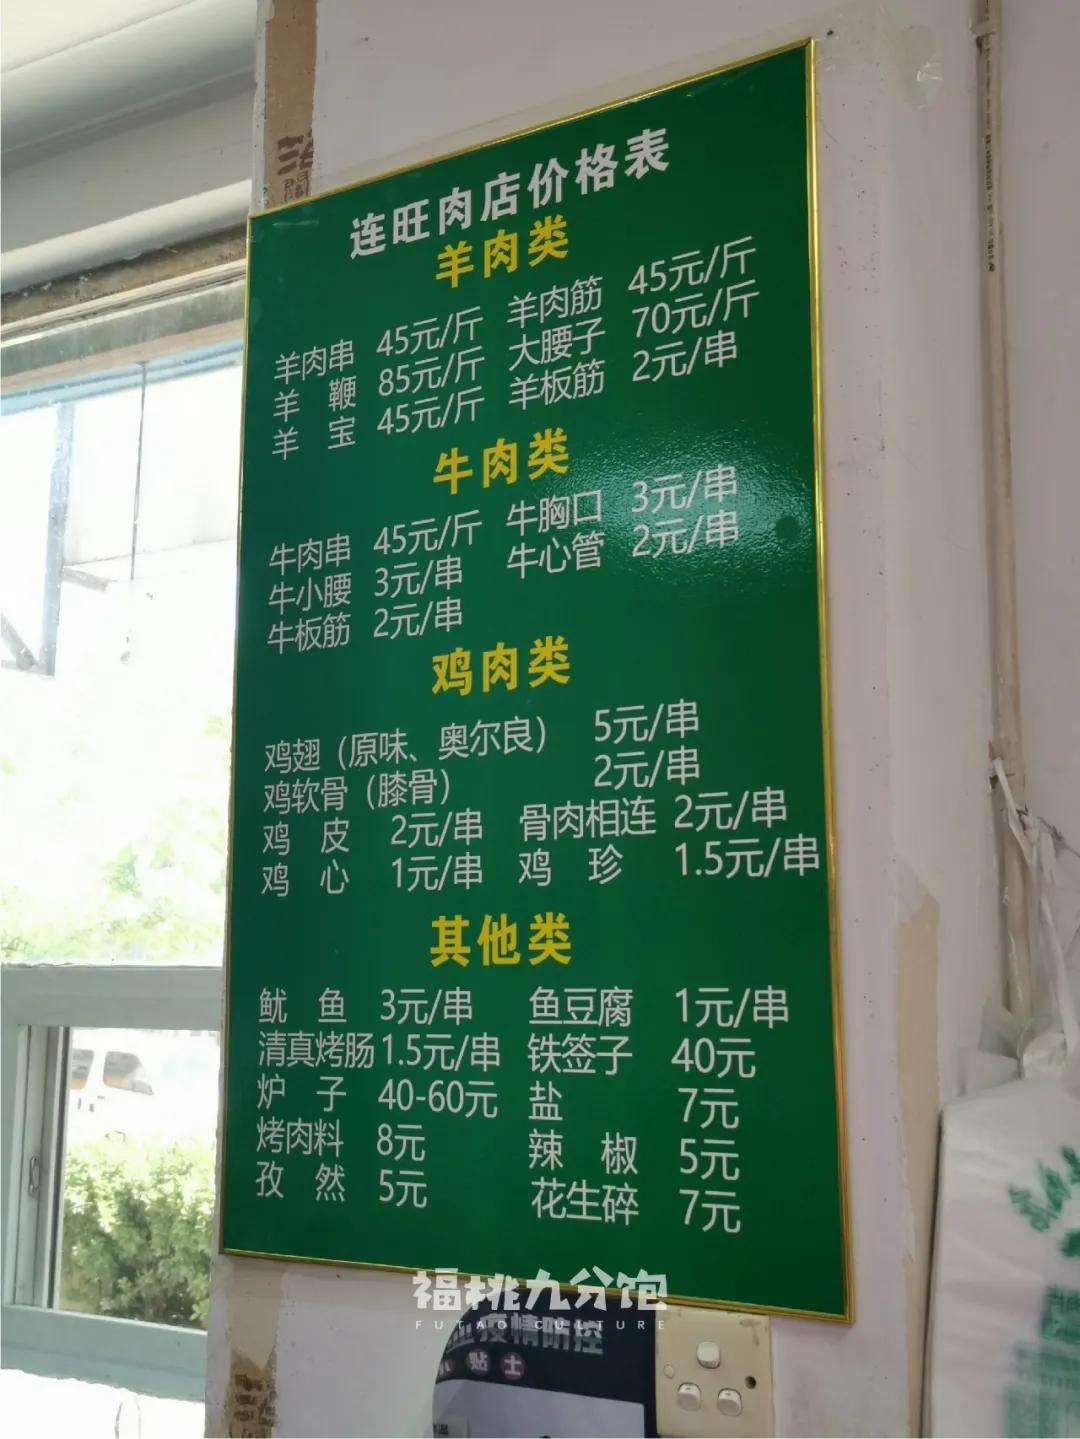 连旺肉店价格表
羊肉类
羊肉串 45元/斤 羊肉筋 45元/斤
羊 鞭 85元/斤 大腰子 70元/斤
羊 宝 45元/斤 羊板筋 2元/串
牛肉类
牛肉串 45元/斤 牛胸口 3元/串
牛小腰 3元/串 牛心管 2元/串
牛板筋 2元/串
鸡肉类
鸡翅（原味、奥尔良） 5元/串
鸡软骨（膝骨） 2元/串
鸡 皮 2元/串 骨肉相连 2元/串
鸡 心 1元/串 鸡 珍 1.5元/串
其他类
鱿 鱼 3元/串 鱼豆腐 1元/串
清真烤肠 1.5元/串 铁签子 40元
炉 子 40-60元 盐 7元
烤肉料 8元 辣 椒 5元
孜 然 5元 花生碎 7元
福桃九分饱
FUTAO CULTURE
疫情防控
贴士